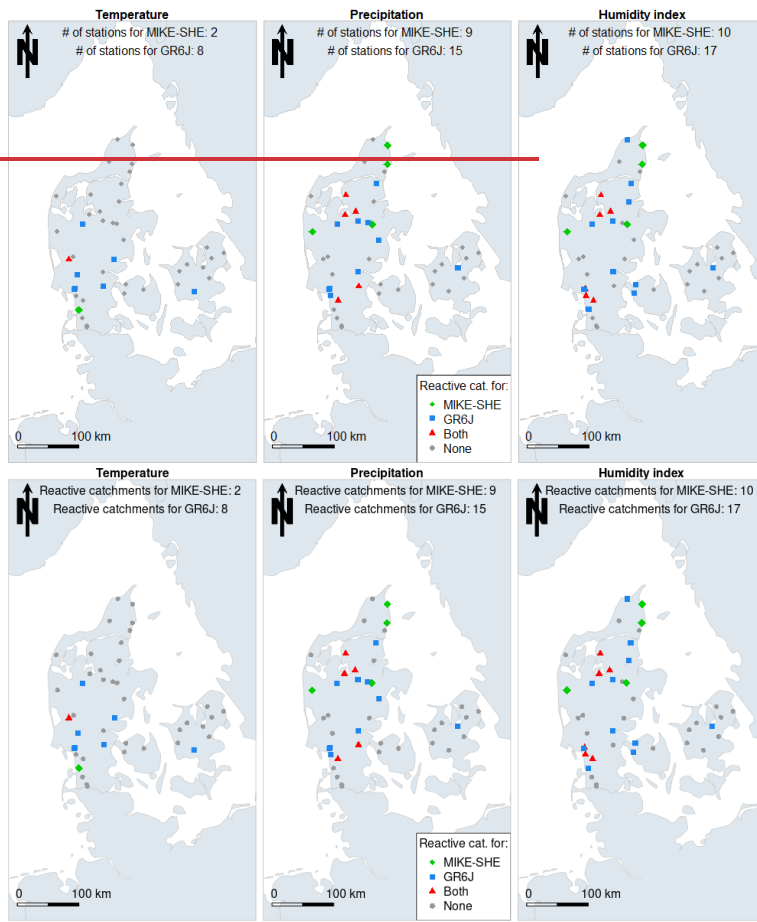 Temperature
# of stations for MIKE-SHE: 2
# of stations for GR6J: 8
N
0 100 km
Precipitation
# of stations for MIKE-SHE: 9
# of stations for GR6J: 15
N
Reactive cat. for:
MIKE-SHE
GR6J
Both
None
0 100 km
Humidity index
# of stations for MIKE-SHE: 10
# of stations for GR6J: 17
N
0 100 km
Temperature
Reactive catchments for MIKE-SHE: 2
Reactive catchments for GR6J: 8
N
0 100 km
Precipitation
Reactive catchments for MIKE-SHE: 9
Reactive catchments for GR6J: 15
N
Reactive cat. for:
MIKE-SHE
GR6J
Both
None
0 100 km
Humidity index
Reactive catchments for MIKE-SHE: 10
Reactive catchments for GR6J: 17
N
0 100 km